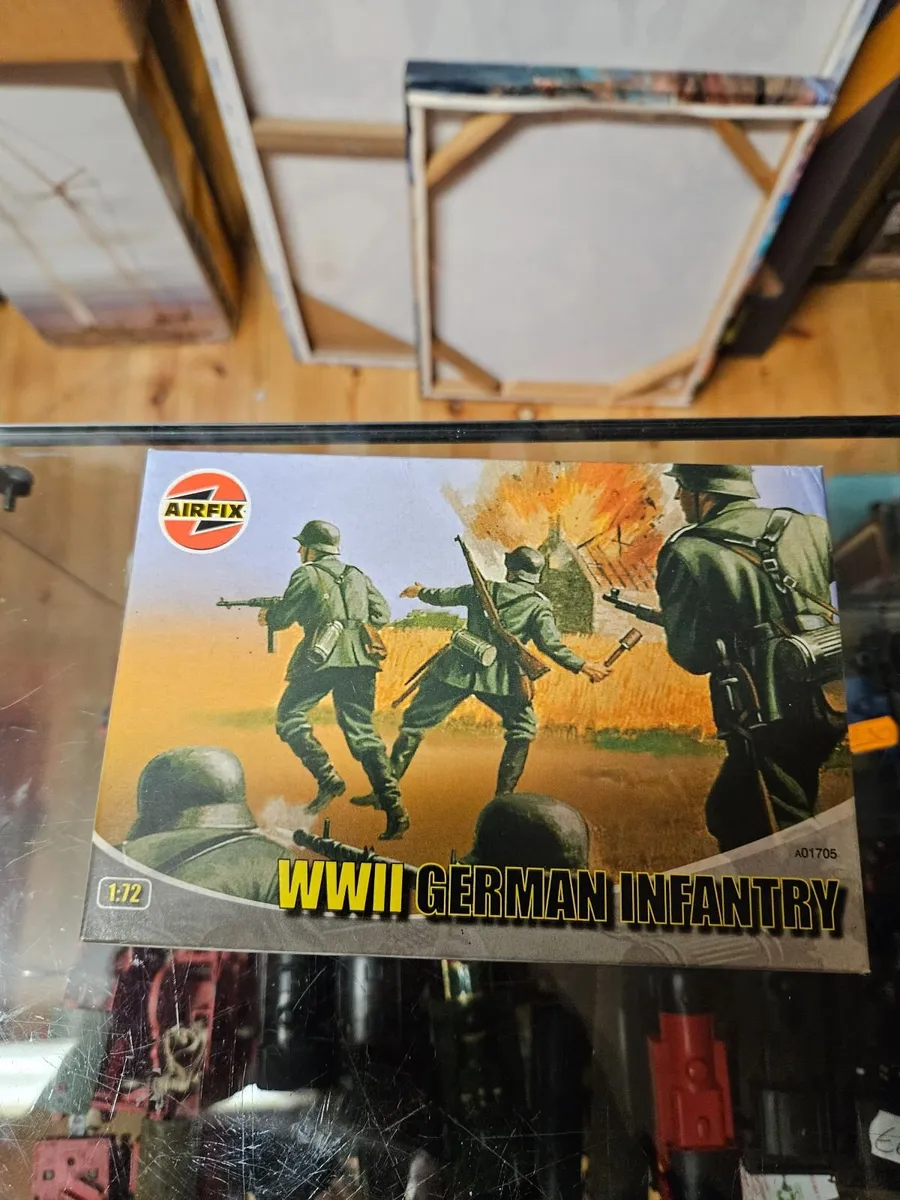 AIRFIX
A01705
1:72
WWII GERMAN INFANTRY